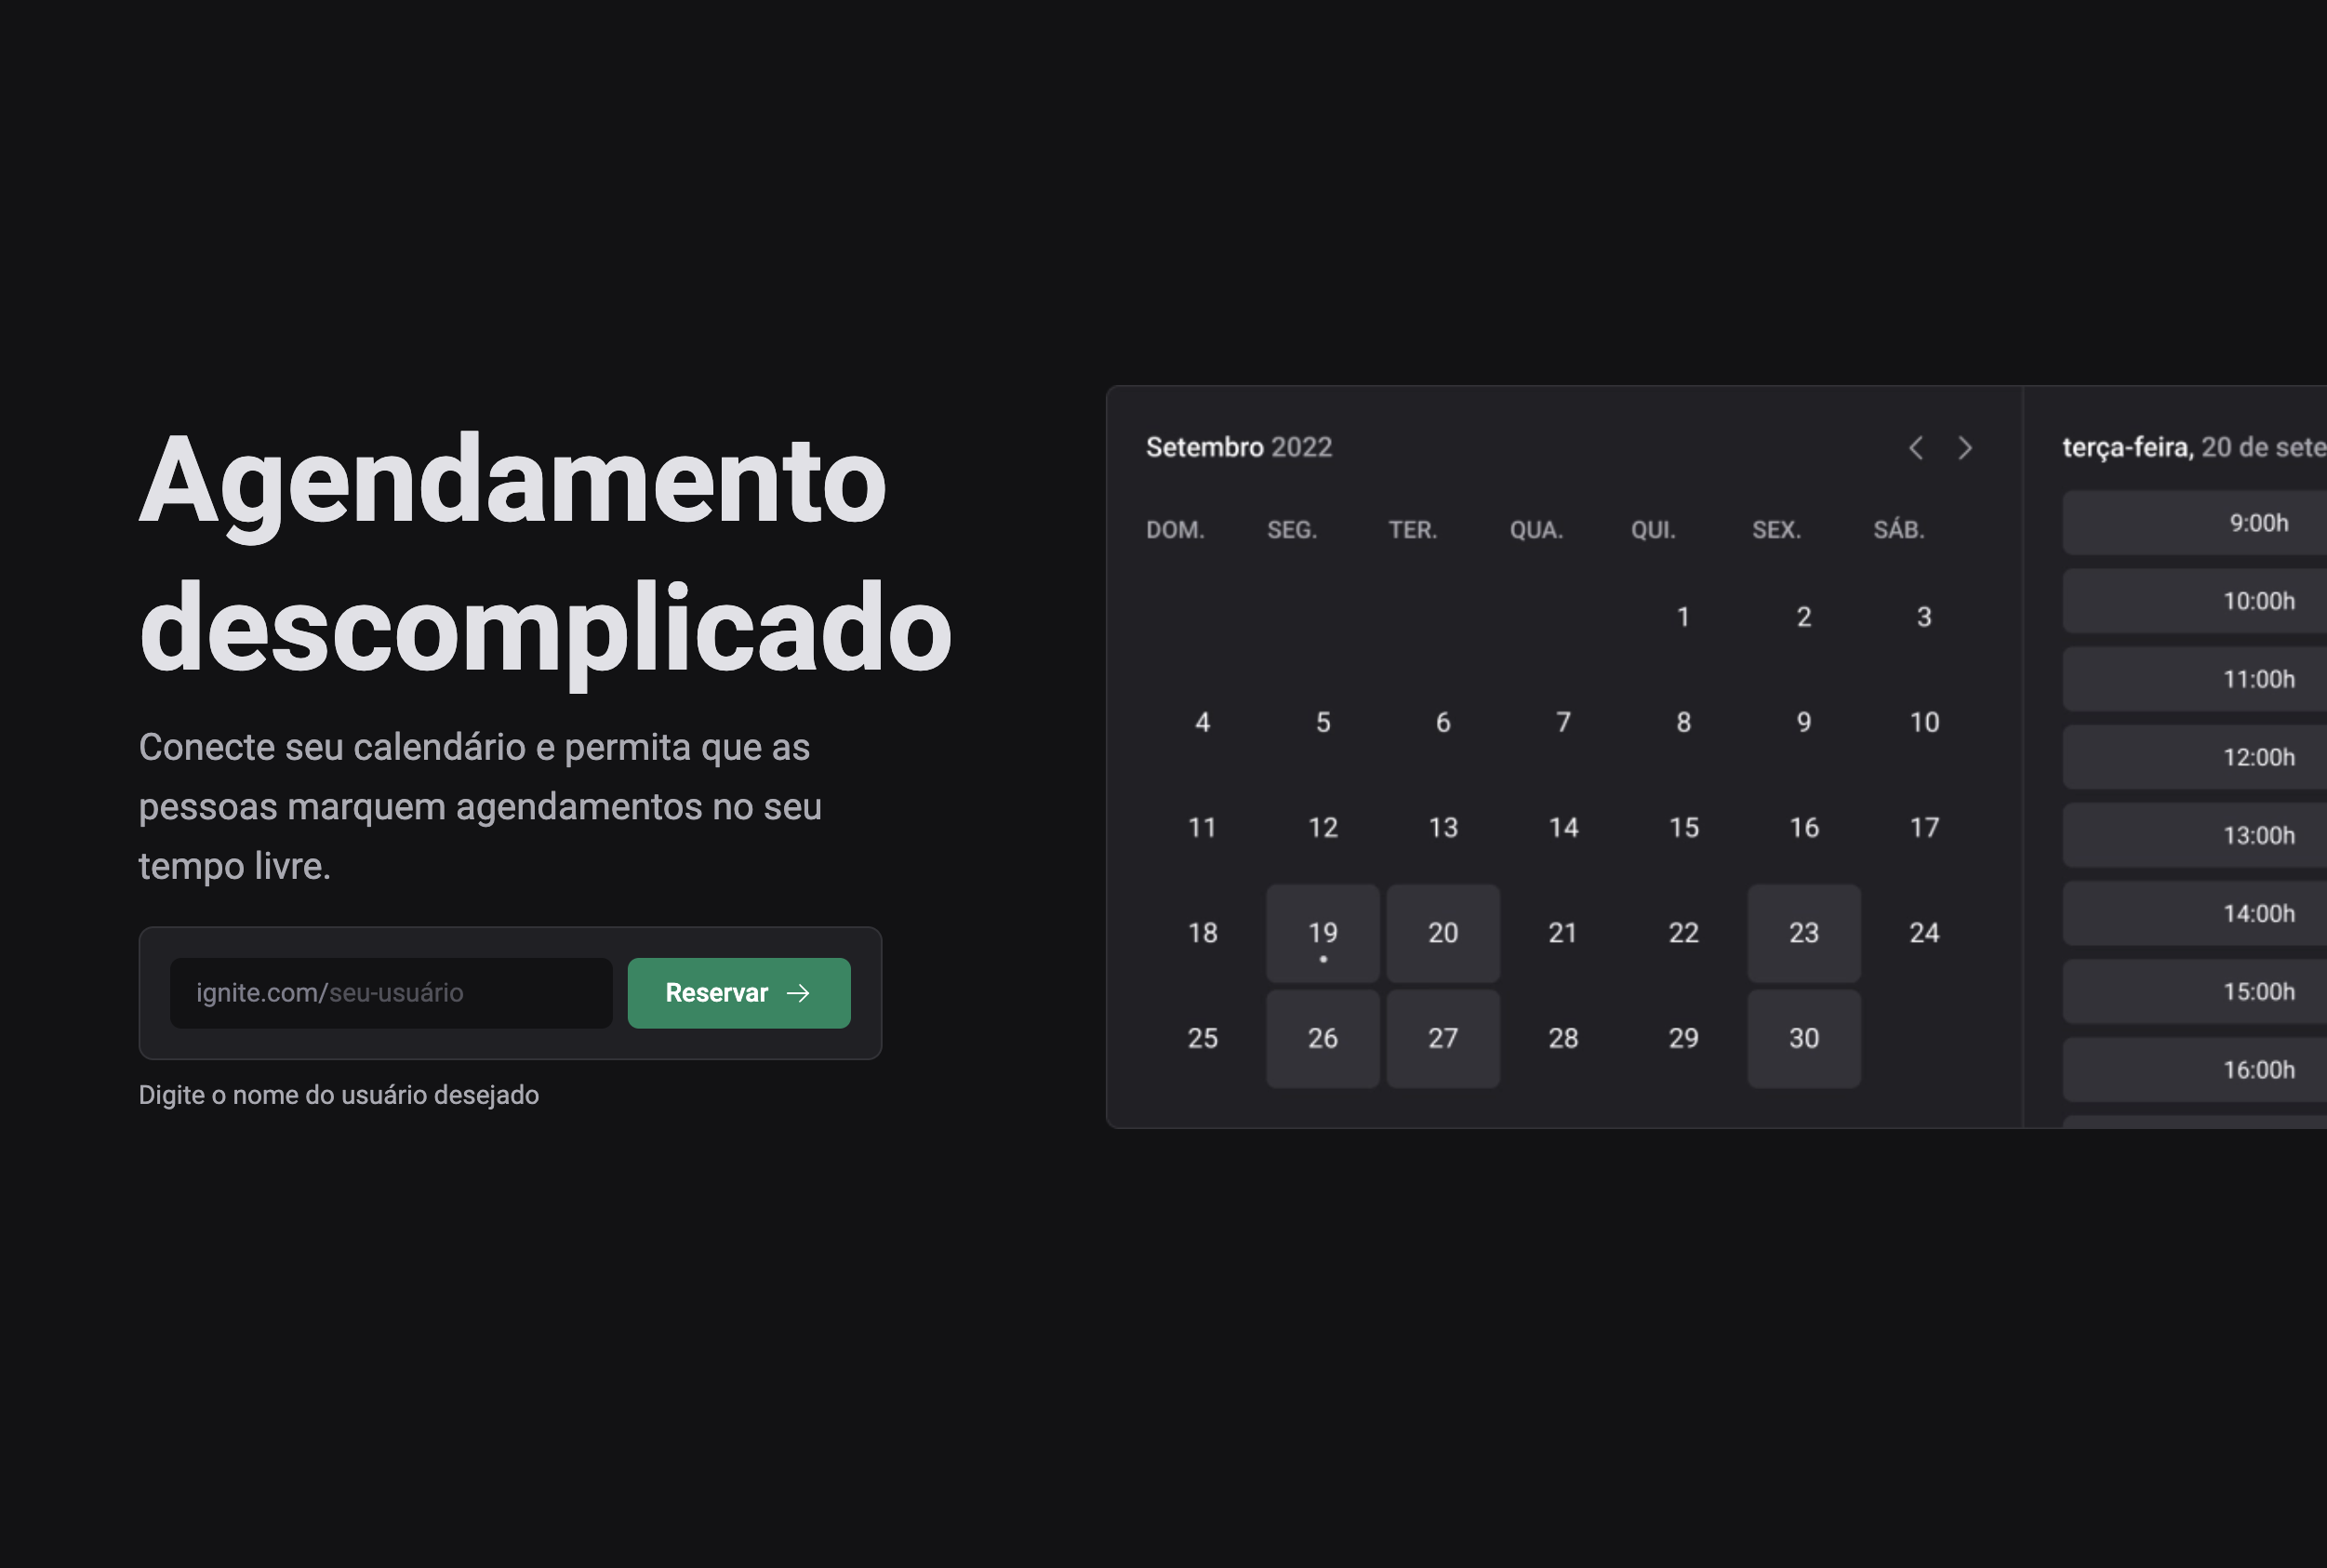 Agendamento
descomplicado
Conecte seu calendário e permita que as
pessoas marquem agendamentos no seu
tempo livre.
ignite.com/seu-usuário
Reservar
Digite o nome do usuário desejado
Setembro 2022
DOM. SEG. TER. QUA. QUI. SEX. SÁB.
1 2 3
4 5 6 7 8 9 10
11 12 13 14 15 16 17
18 19 20 21 22 23 24
25 26 27 28 29 30
terça-feira, 20 de sete
9:00h
10:00h
11:00h
12:00h
13:00h
14:00h
15:00h
16:00h